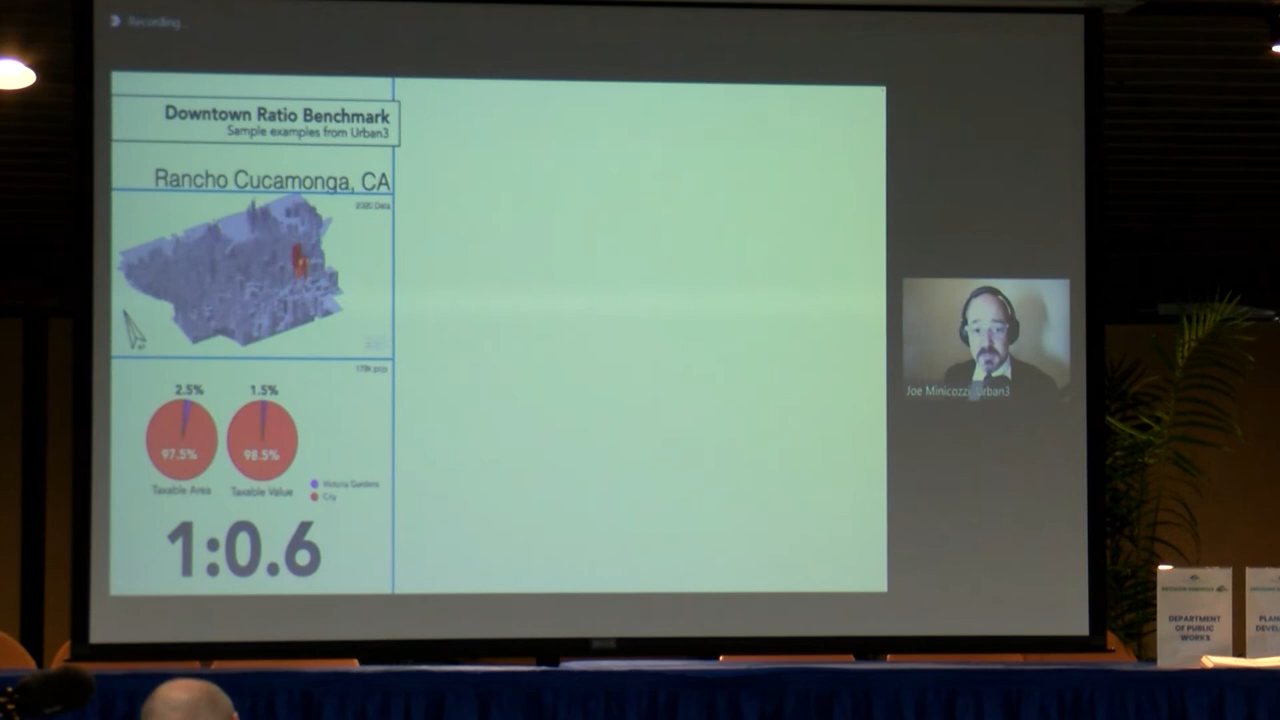 Recording...
Downtown Ratio Benchmark
Sample examples from Urban3
Rancho Cucamonga, CA
2020 Data
2.5%
1.5%
97.5%
98.5%
Taxable Area
Taxable Value
Victoria Gardens
City
1:0.6
Joe Minicozzi, Urban3
DEPARTMENT
OF PUBLIC
WORKS